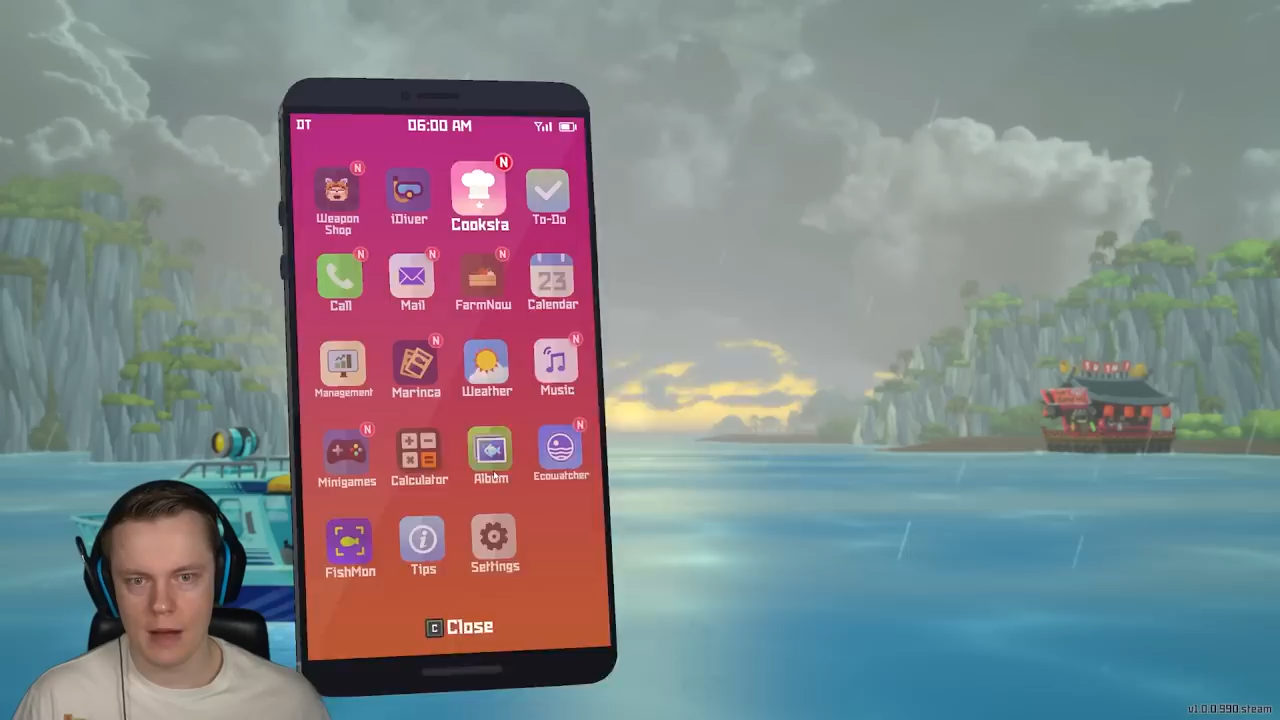 DT 06:00 AM
N N
Weapon Shop iDiver Cooksta To-Do
N N N 23
Call Mail FarmNow Calendar
N N
Management Marinca Weather Music
N N
Minigames Calculator Album Ecowatcher
FishMon Tips Settings
C Close
v1.0.0.990.steam